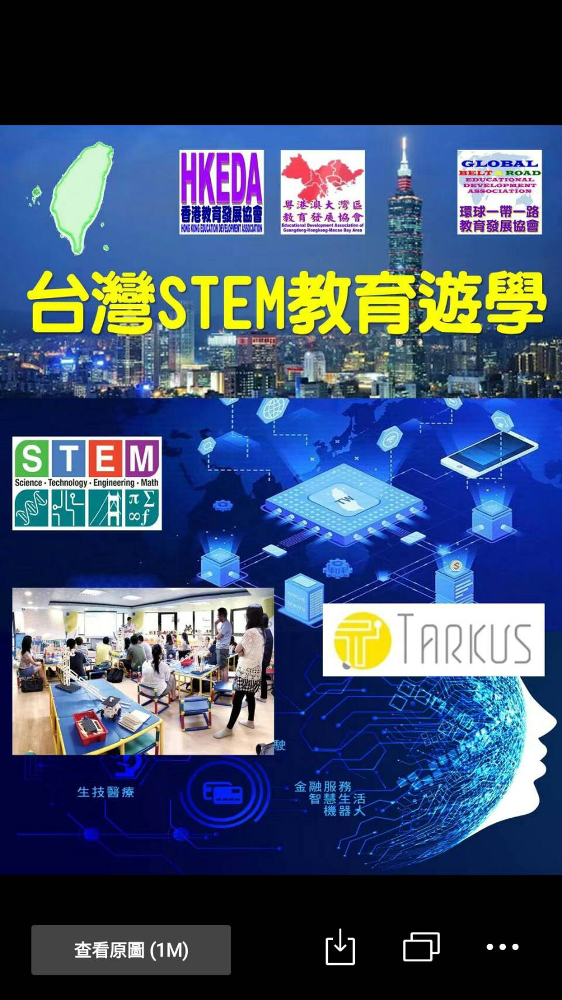 HKEDA
香港教育發展協會
HONG KONG EDUCATION DEVELOPMENT ASSOCIATION
粵港澳大灣區
教育發展協會
Educational Development Association of
Guangdong-Hongkong-Macao Bay Area
GLOBAL
BELT & ROAD
EDUCATIONAL
DEVELOPMENT
ASSOCIATION
環球一帶一路
教育發展協會
台灣STEM教育遊學
STEM
Science · Technology · Engineering · Math
π Σ
∞ f
TW
$
APACHE
SERVER
TARKUS
駛
生技醫療
金融服務
智慧生活
機器人
查看原圖 (1M)